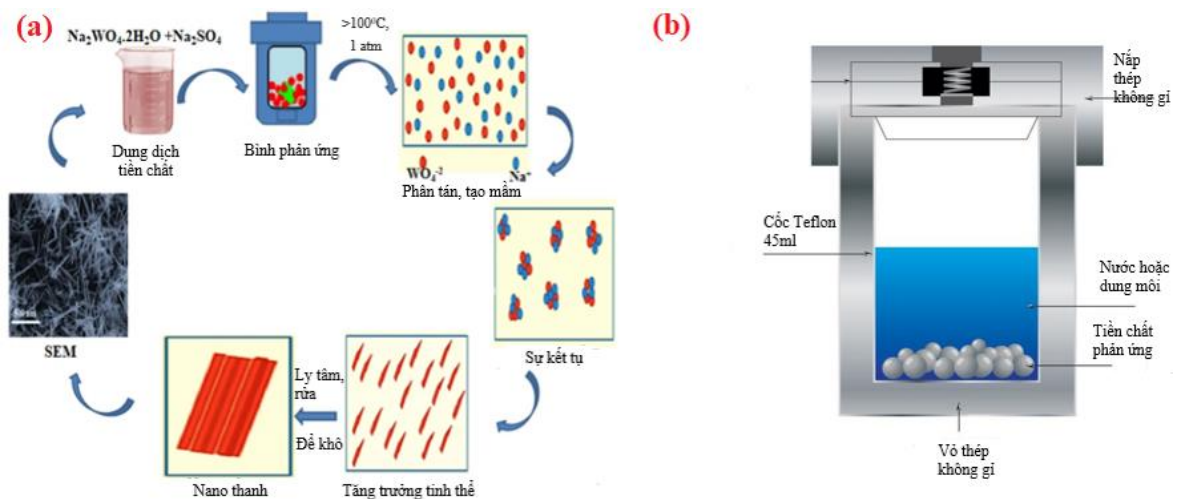 (a)
Na₂WO₄.2H₂O +Na₂SO₄
>100⁰C,
1 atm
Dung dịch
tiền chất
Bình phản ứng
WO₄⁻²
Na⁺
Phân tán, tạo mầm
Sự kết tụ
Tăng trưởng tinh thể
Ly tâm,
rửa
Để khô
Nano thanh
SEM
(b)
Nắp
thép
không gỉ
Cốc Teflon
45ml
Nước hoặc
dung môi
Tiền chất
phản ứng
Vỏ thép
không gỉ